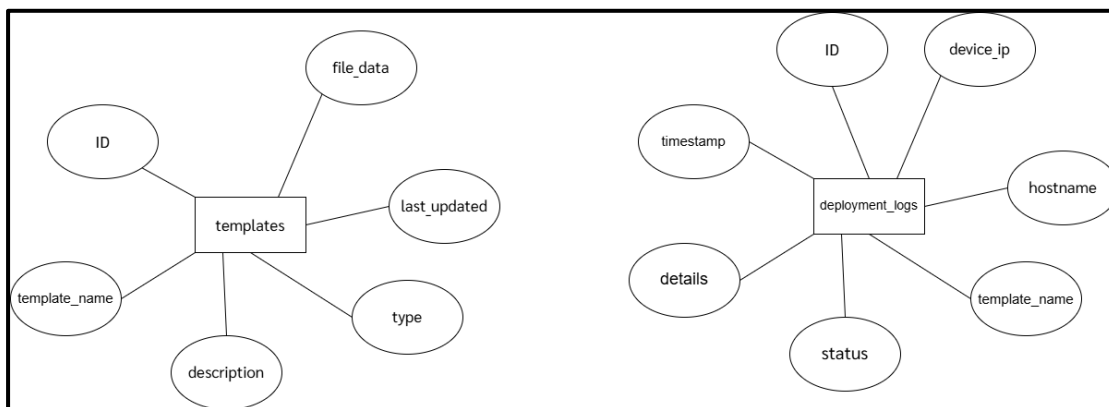 file_data
ID
last_updated
templates
template_name
type
description
ID
device_ip
timestamp
hostname
deployment_logs
details
template_name
status